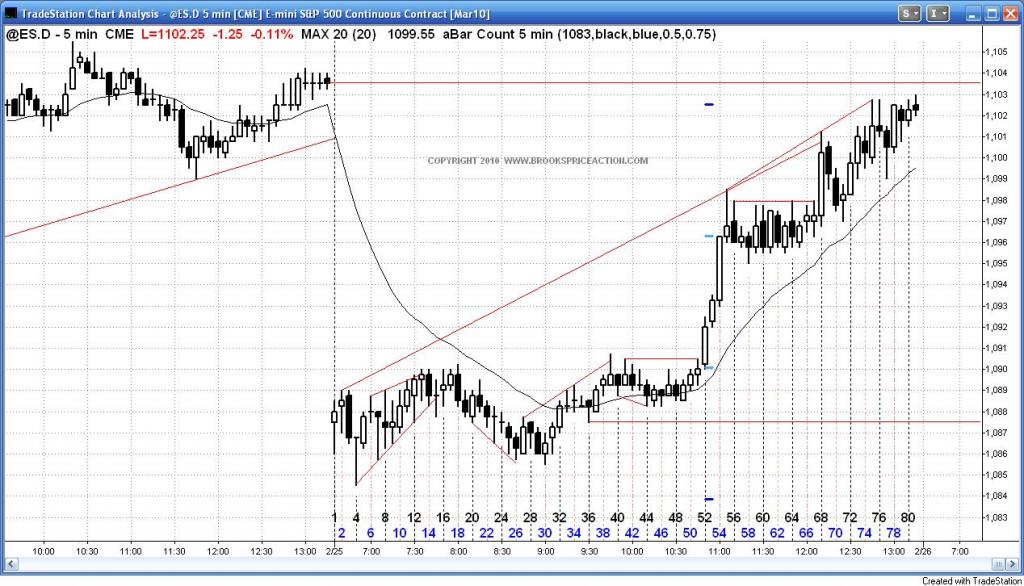 TradeStation Chart Analysis - @ES.D 5 min [CME] E-mini S&P 500 Continuous Contract [Mar10]
S I
@ES.D - 5 min CME L=1102.25 -1.25 -0.11% MAX 20 (20) 1099.55 aBar Count 5 min (1083,black,blue,0.5,0.75)
1,105
1,104
1,103
1,102
1,101
COPYRIGHT 2010 WWW.BROOKSPRICEACTION.COM
1,100
1,099
1,098
1,097
1,096
1,095
1,094
1,093
1,092
1,091
1,090
1,089
1,088
1,087
1,086
1,085
1,084
1 4 8 12 16 20 24 28 32 36 40 44 48 52 56 60 64 68 72 76 80 1,083
2 6 10 14 18 22 26 30 34 38 42 46 50 54 58 62 66 70 74 78
10:00 10:30 11:00 11:30 12:00 12:30 13:00 2/25 7:00 7:30 8:00 8:30 9:00 9:30 10:00 10:30 11:00 11:30 12:00 12:30 13:00 2/26 7:00
Created with TradeStation